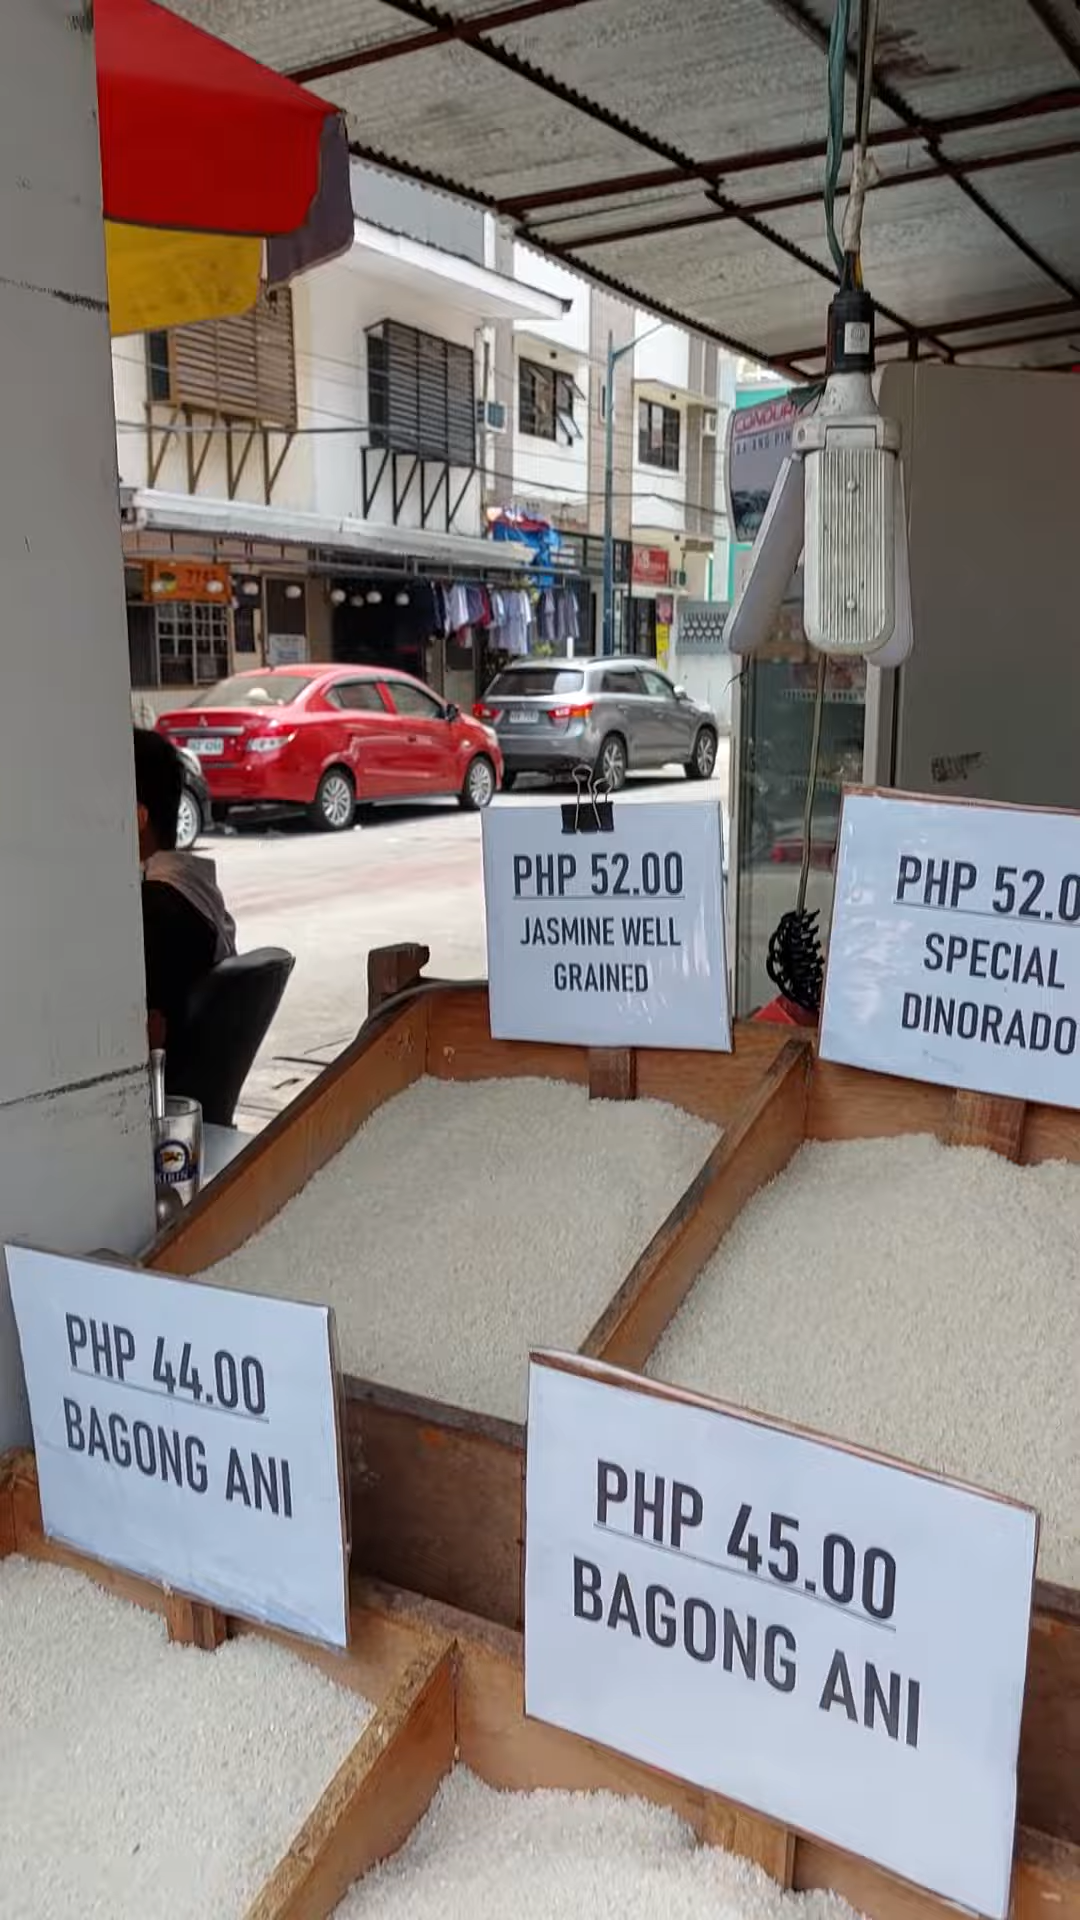 PHP 52.00
JASMINE WELL
GRAINED
PHP 52.0
SPECIAL
DINORADO
PHP 44.00
BAGONG ANI
PHP 45.00
BAGONG ANI